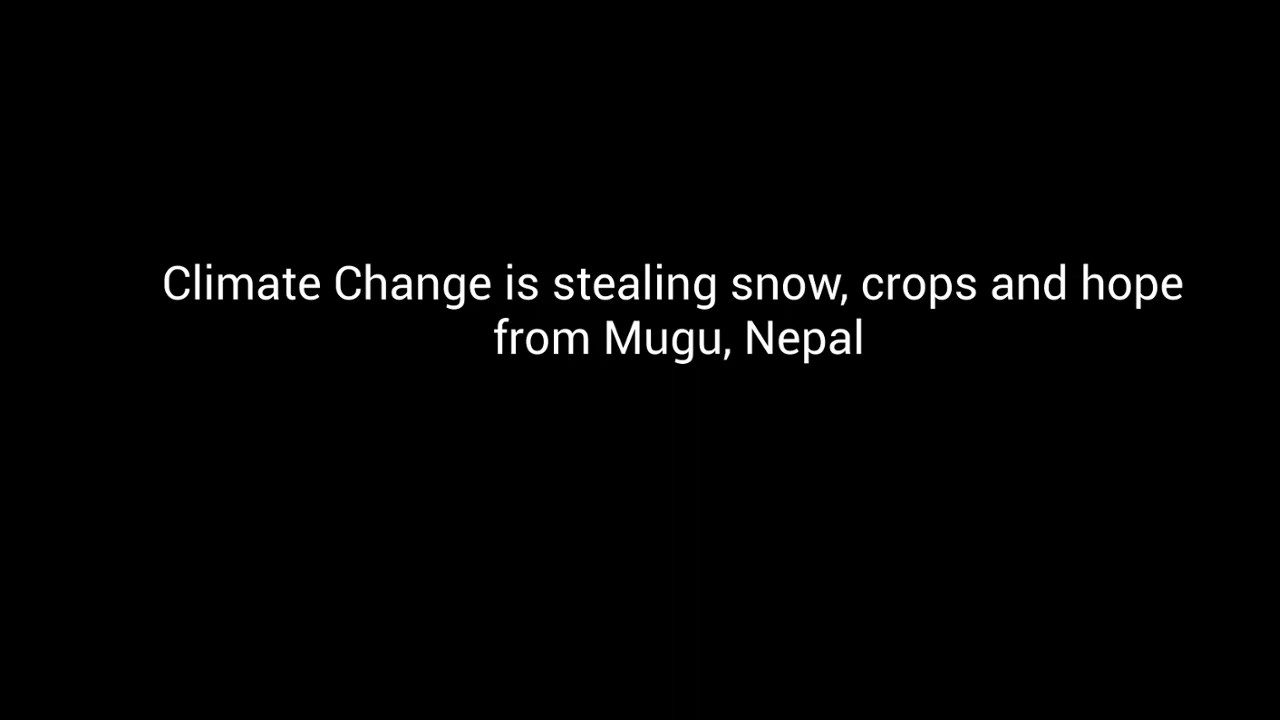 Climate Change is stealing snow, crops and hope
from Mugu, Nepal